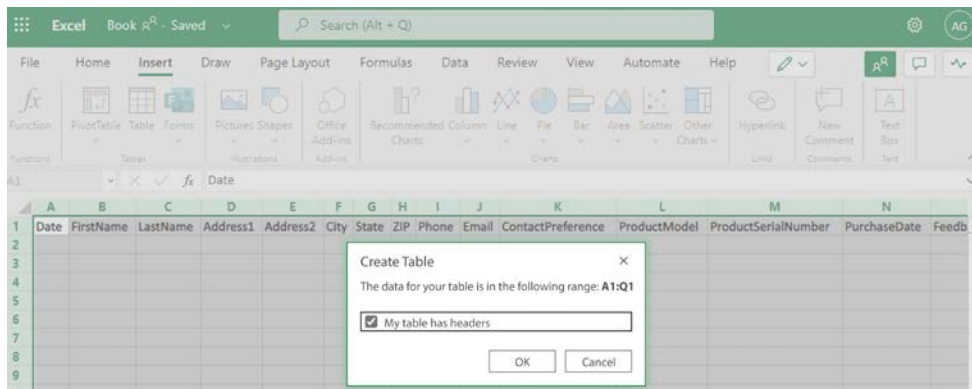 Excel Book - Saved Search (Alt + Q) AG
File Home Insert Draw Page Layout Formulas Data Review View Automate Help
fx
Function PivotTable Table Forms Pictures Shapes Office Add-ins Recommended Charts Column Line Pie Bar Area Scatter Other Charts Hyperlink New Comment A Text Box
Functions Tables Illustrations Add-ins Charts Links Comments Text
A1 fx Date
A B C D E F G H I J K L M N
1 Date FirstName LastName Address1 Address2 City State ZIP Phone Email ContactPreference ProductModel ProductSerialNumber PurchaseDate Feedb
2
3
4
5
6
7
8
9
Create Table
The data for your table is in the following range: A1:Q1
My table has headers
OK Cancel